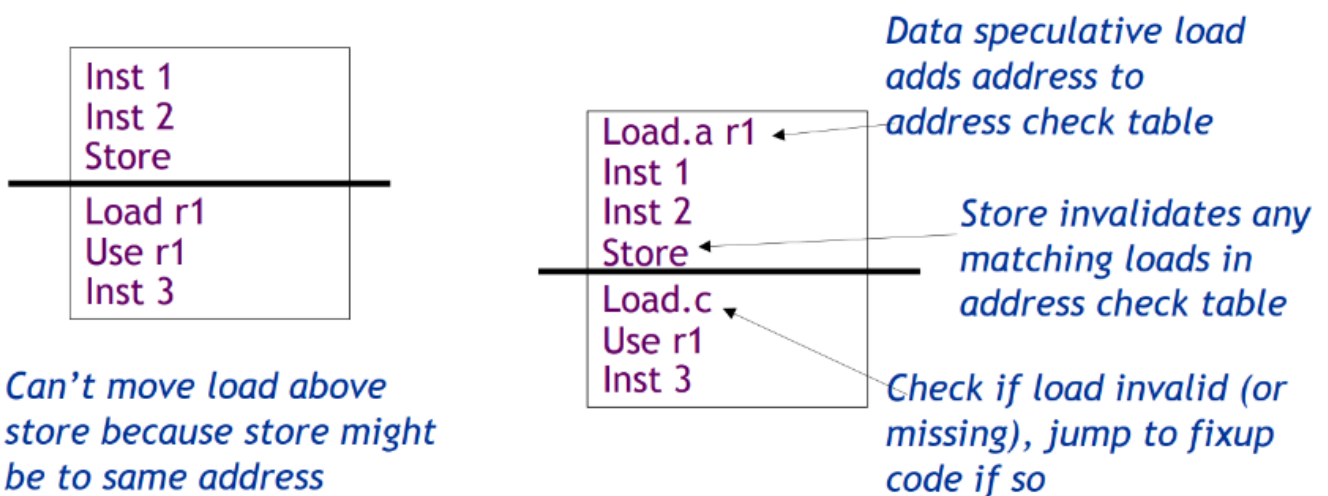 Inst 1
Inst 2
Store
Load r1
Use r1
Inst 3
Can't move load above
store because store might
be to same address
Load.a r1
Inst 1
Inst 2
Store
Load.c
Use r1
Inst 3
Data speculative load
adds address to
address check table
Store invalidates any
matching loads in
address check table
Check if load invalid (or
missing), jump to fixup
code if so